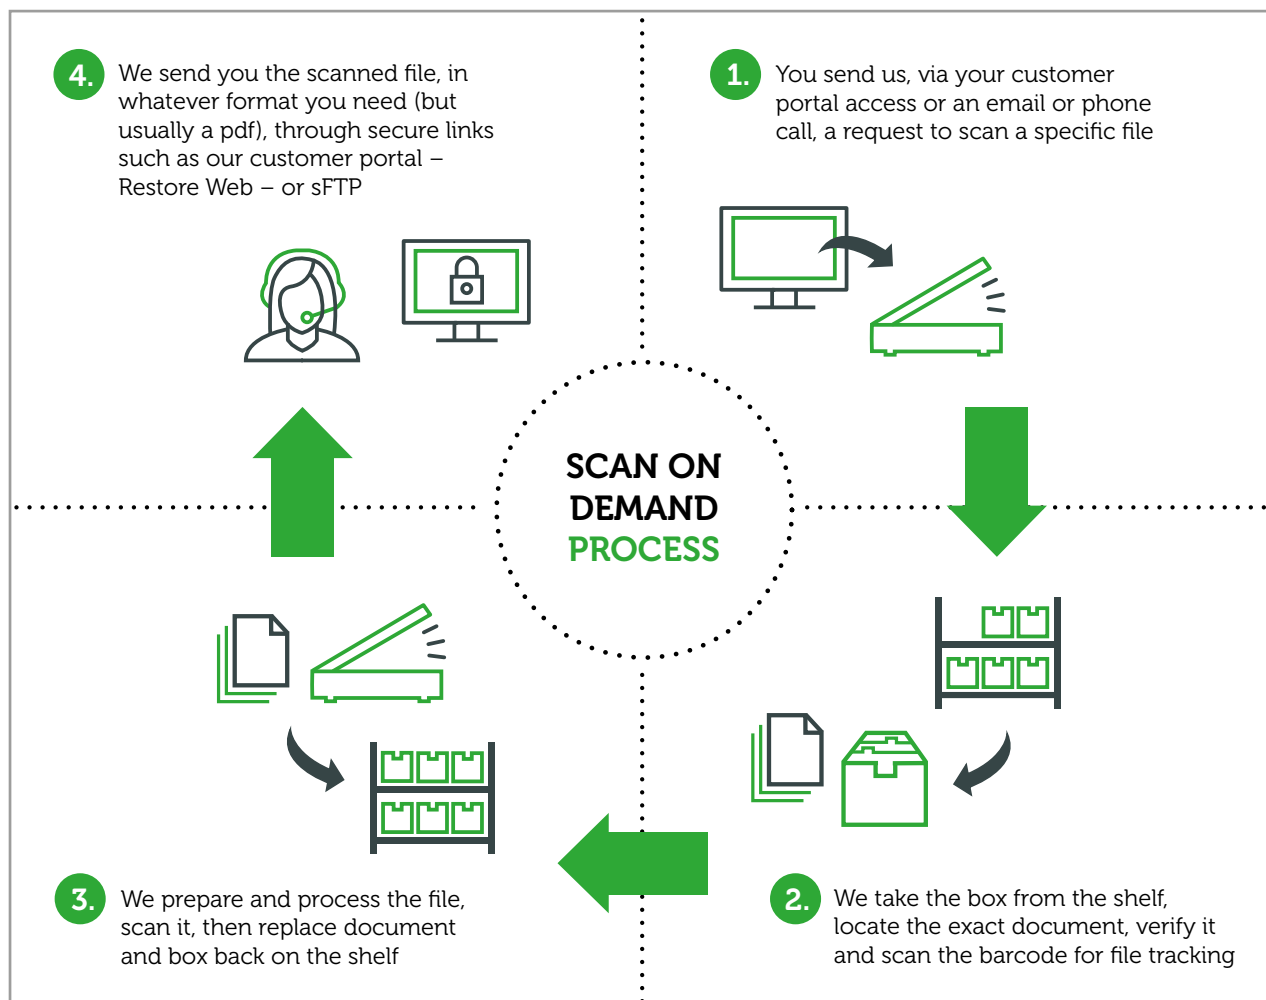 4.
We send you the scanned file, in
whatever format you need (but
usually a pdf), through secure links
such as our customer portal –
Restore Web – or sFTP
1.
You send us, via your customer
portal access or an email or phone
call, a request to scan a specific file
SCAN ON
DEMAND
PROCESS
3.
We prepare and process the file,
scan it, then replace document
and box back on the shelf
2.
We take the box from the shelf,
locate the exact document, verify it
and scan the barcode for file tracking